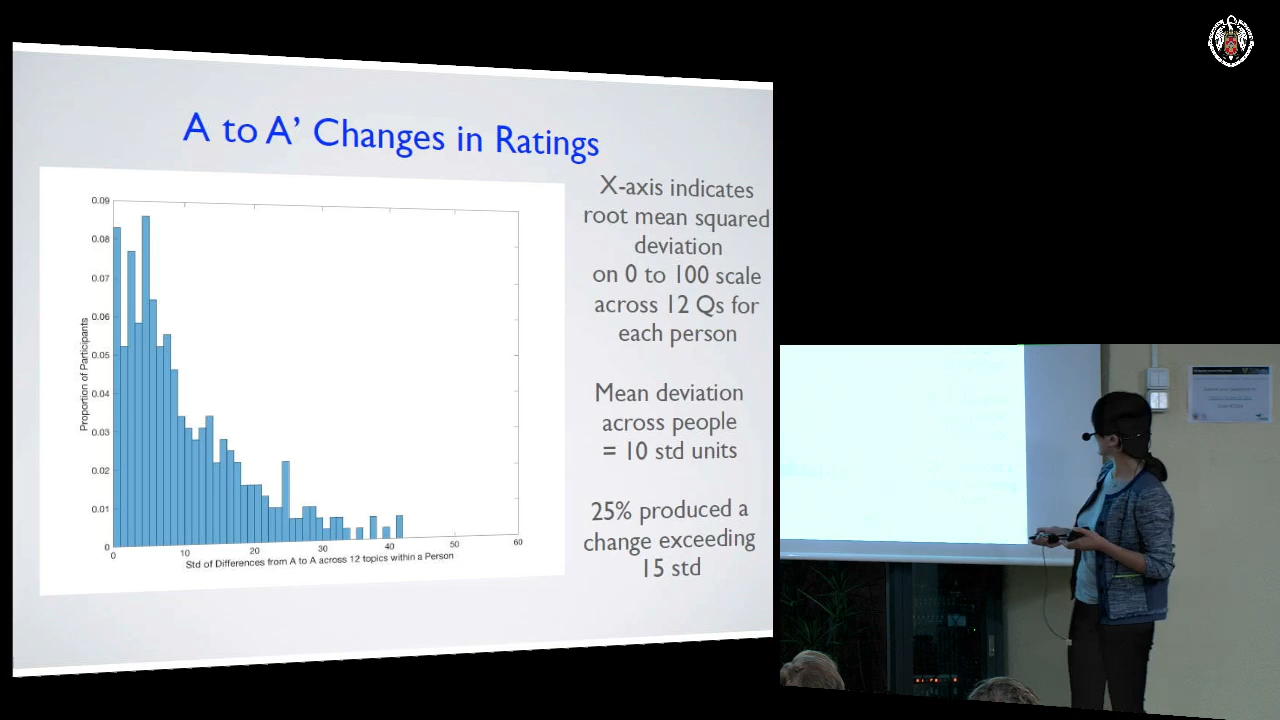 A to A’ Changes in Ratings
X-axis indicates
root mean squared
deviation
on 0 to 100 scale
across 12 Qs for
each person
Mean deviation
across people
= 10 std units
25% produced a
change exceeding
15 std
0.09
0.08
0.07
0.06
0.05
0.04
0.03
0.02
0.01
0
Proportion of Participants
0 10 20 30 40 50 60
Std of Differences from A to A across 12 topics within a Person